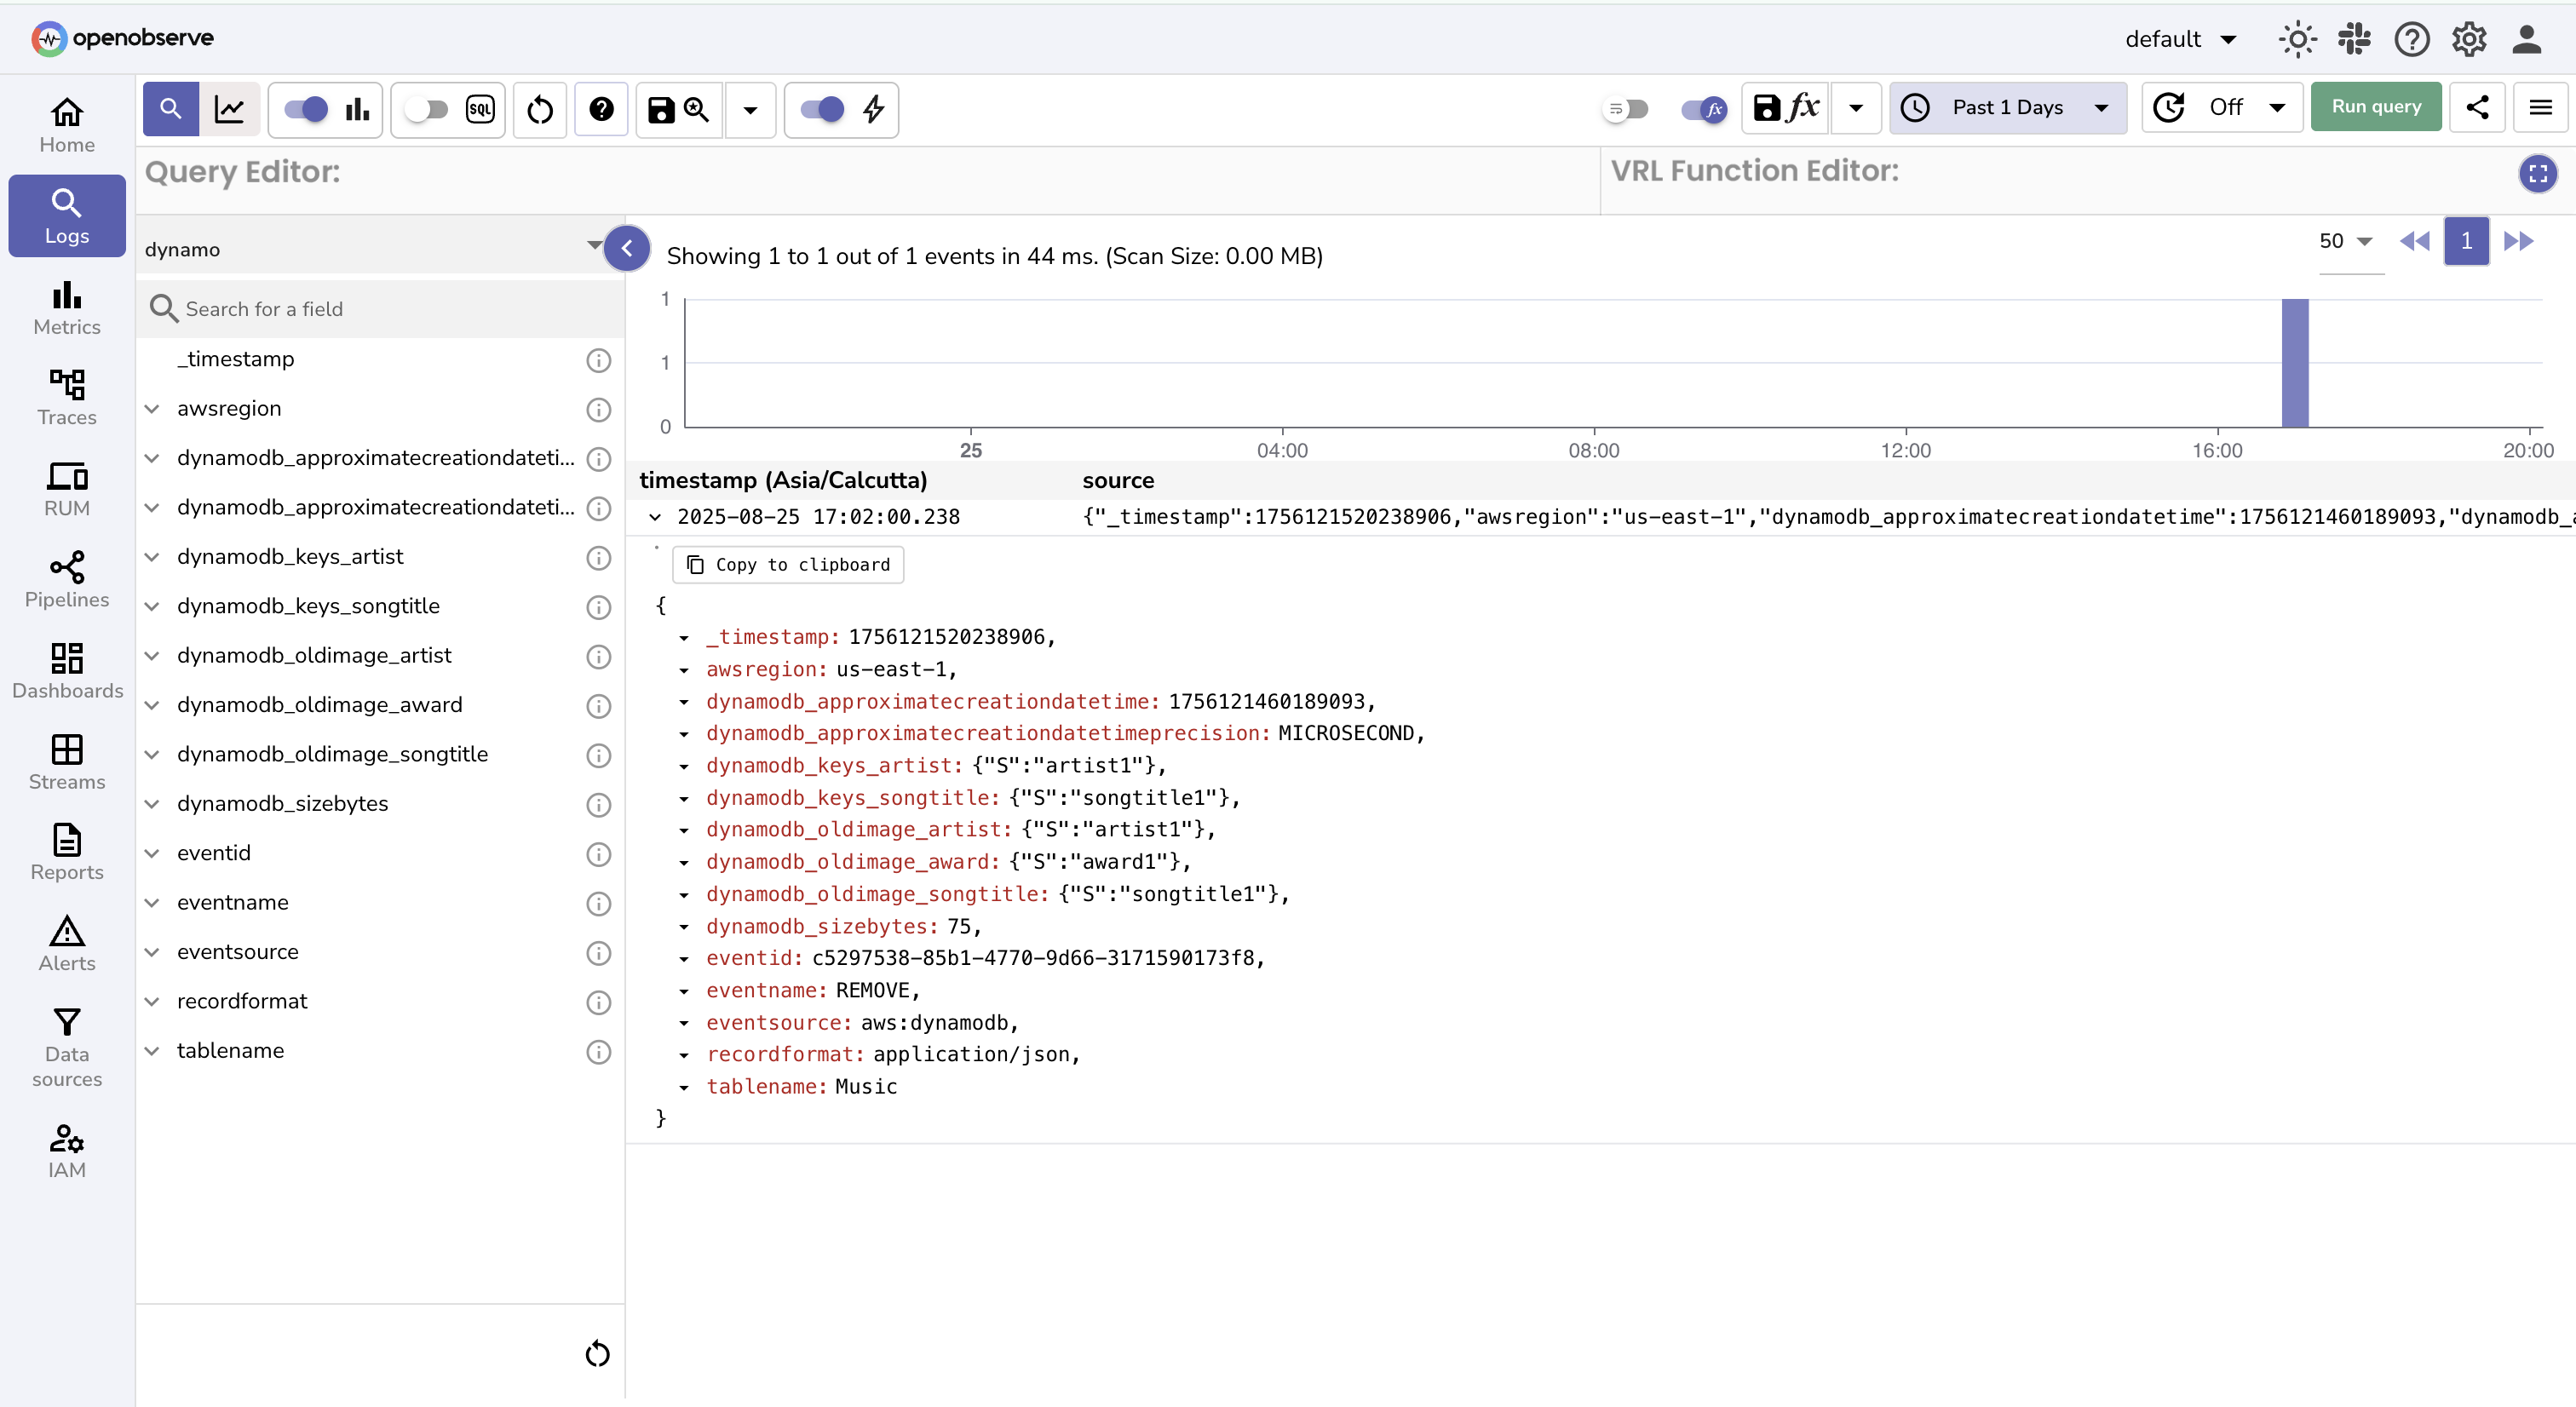 openobserve
default
SQL
fx
fx
Past 1 Days
Off
Run query
Home
Logs
Metrics
Traces
RUM
Pipelines
Dashboards
Streams
Reports
Alerts
Data
sources
IAM
Query Editor:
VRL Function Editor:
dynamo
Search for a field
_timestamp
awsregion
dynamodb_approximatecreationdateti...
dynamodb_approximatecreationdateti...
dynamodb_keys_artist
dynamodb_keys_songtitle
dynamodb_oldimage_artist
dynamodb_oldimage_award
dynamodb_oldimage_songtitle
dynamodb_sizebytes
eventid
eventname
eventsource
recordformat
tablename
Showing 1 to 1 out of 1 events in 44 ms. (Scan Size: 0.00 MB)
50
1
1
1
0
25 04:00 08:00 12:00 16:00 20:00
timestamp (Asia/Calcutta) source
2025-08-25 17:02:00.238 {"_timestamp":1756121520238906,"awsregion":"us-east-1","dynamodb_approximatecreationdatetime":1756121460189093,"dynamodb_
Copy to clipboard
{
_timestamp: 1756121520238906,
awsregion: us-east-1,
dynamodb_approximatecreationdatetime: 1756121460189093,
dynamodb_approximatecreationdatetimeprecision: MICROSECOND,
dynamodb_keys_artist: {"S":"artist1"},
dynamodb_keys_songtitle: {"S":"songtitle1"},
dynamodb_oldimage_artist: {"S":"artist1"},
dynamodb_oldimage_award: {"S":"award1"},
dynamodb_oldimage_songtitle: {"S":"songtitle1"},
dynamodb_sizebytes: 75,
eventid: c5297538-85b1-4770-9d66-3171590173f8,
eventname: REMOVE,
eventsource: aws:dynamodb,
recordformat: application/json,
tablename: Music
}